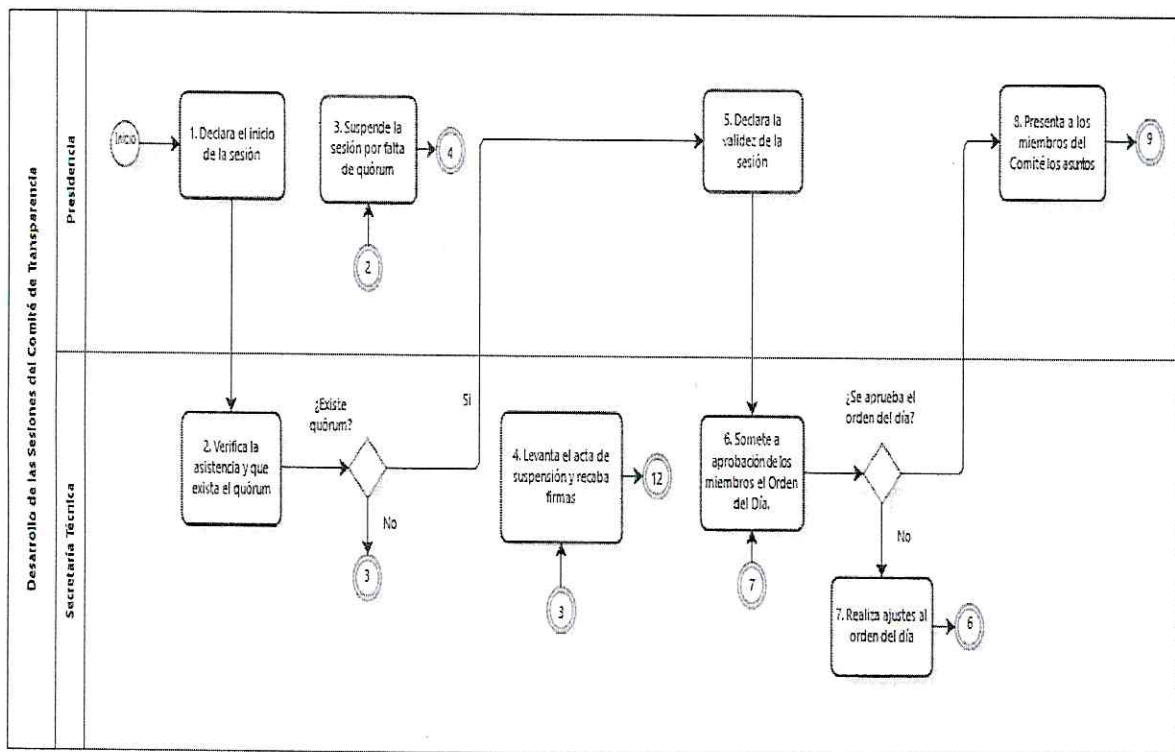 Desarrollo de las Sesiones del Comité de Transparencia
Presidencia
Inicio
1. Declara el inicio
de la sesión
3. Suspende la
sesión por falta
de quórum
4
2
5. Declara la
validez de la
sesión
8. Presenta a los
miembros del
Comité los asuntos
9
Secretaría Técnica
2. Verifica la
asistencia y que
exista el quórum
¿Existe
quórum?
Si
No
3
4. Levanta el acta de
suspensión y recaba
firmas
12
3
6. Somete a
aprobación de los
miembros el Orden
del Día.
7
¿Se aprueba el
orden del día?
No
7. Realiza ajustes al
orden del día
6